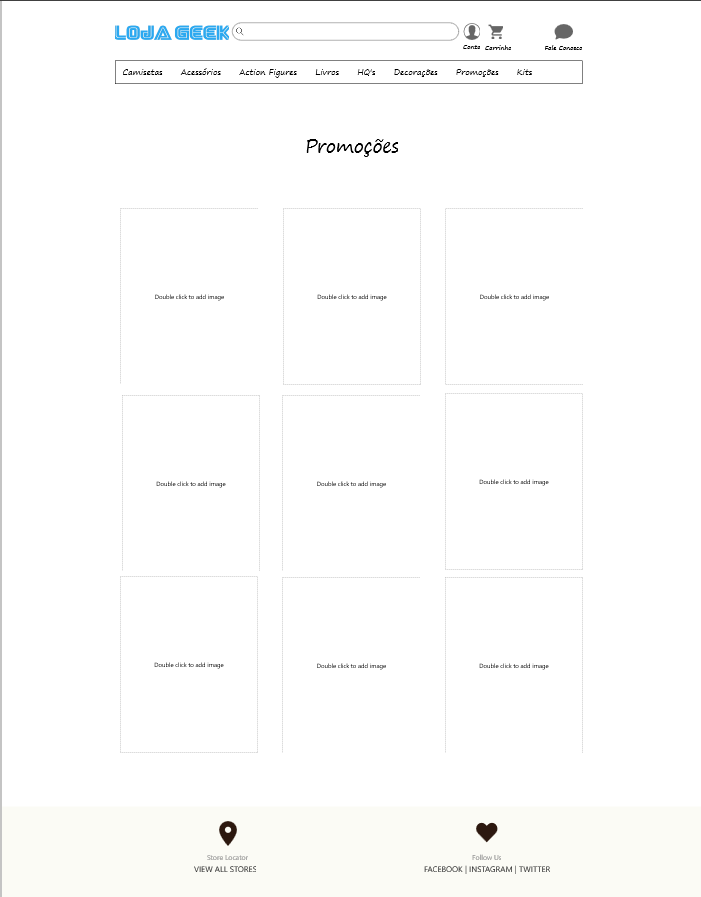 LOJA GEEK
Conta Carrinho Fale Conosco
Camisetas Acessórios Action Figures Livros HQ's Decorações Promoções Kits
Promoções
Double click to add image Double click to add image Double click to add image
Double click to add image Double click to add image Double click to add image
Double click to add image Double click to add image Double click to add image
Store Locator Follow Us
VIEW ALL STORES FACEBOOK | INSTAGRAM | TWITTER